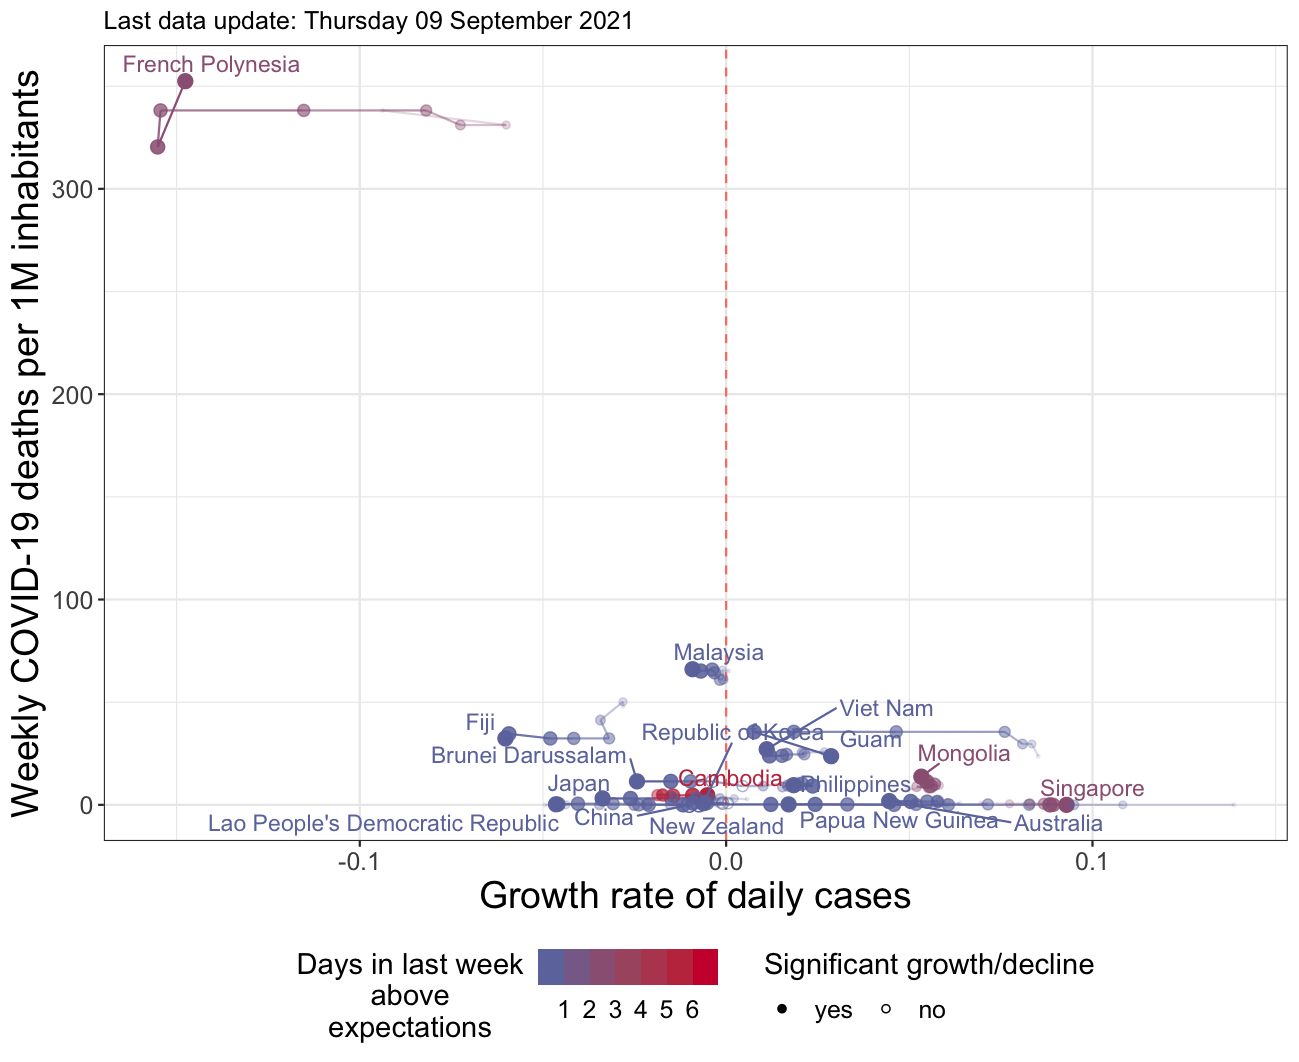 Last data update: Thursday 09 September 2021
Weekly COVID-19 deaths per 1M inhabitants
300
200
100
0
French Polynesia
Malaysia
Viet Nam
Fiji
Republic of Korea
Guam
Brunei Darussalam
Mongolia
Cambodia
Japan
Philippines
Singapore
Lao People's Democratic Republic
China
New Zealand
Papua New Guinea
Australia
-0.1
0.0
0.1
Growth rate of daily cases
Days in last week
above
expectations
1 2 3 4 5 6
Significant growth/decline
yes
no